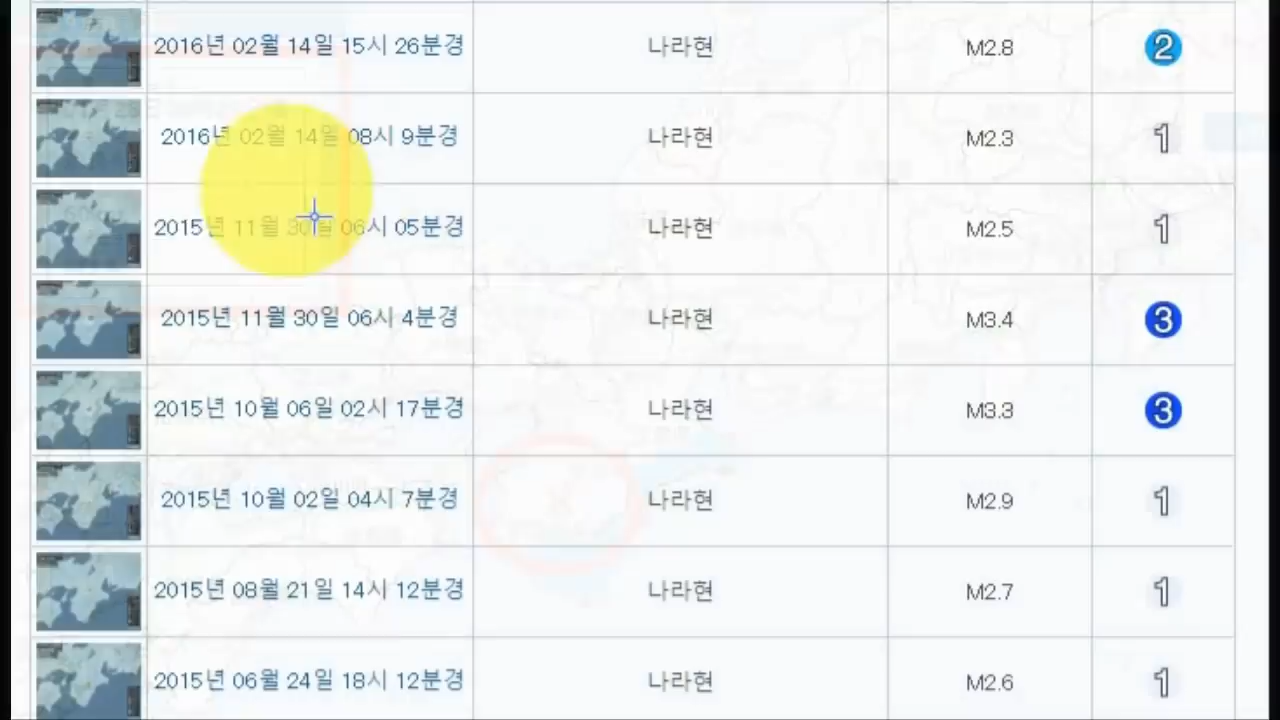 2016년 02월 14일 15시 26분경 나라현 M2.8 2
2016년 02월 14일 08시 9분경 나라현 M2.3 1
2015년 11월 30일 06시 05분경 나라현 M2.5 1
2015년 11월 30일 06시 4분경 나라현 M3.4 3
2015년 10월 06일 02시 17분경 나라현 M3.3 3
2015년 10월 02일 04시 7분경 나라현 M2.9 1
2015년 08월 21일 14시 12분경 나라현 M2.7 1
2015년 06월 24일 18시 12분경 나라현 M2.6 1